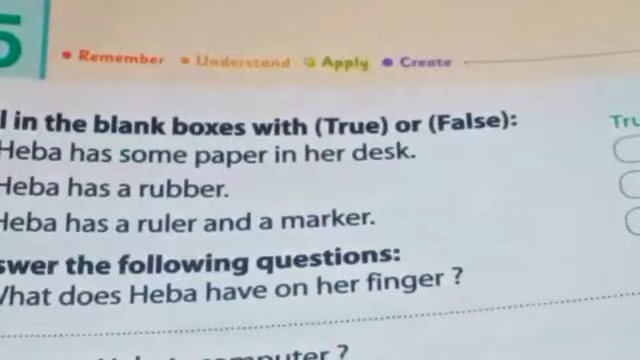 5
• Remember • Understand • Apply • Create
l in the blank boxes with (True) or (False):
Tru
Heba has some paper in her desk.
Heba has a rubber.
Heba has a ruler and a marker.
swer the following questions:
What does Heba have on her finger ?
computer ?